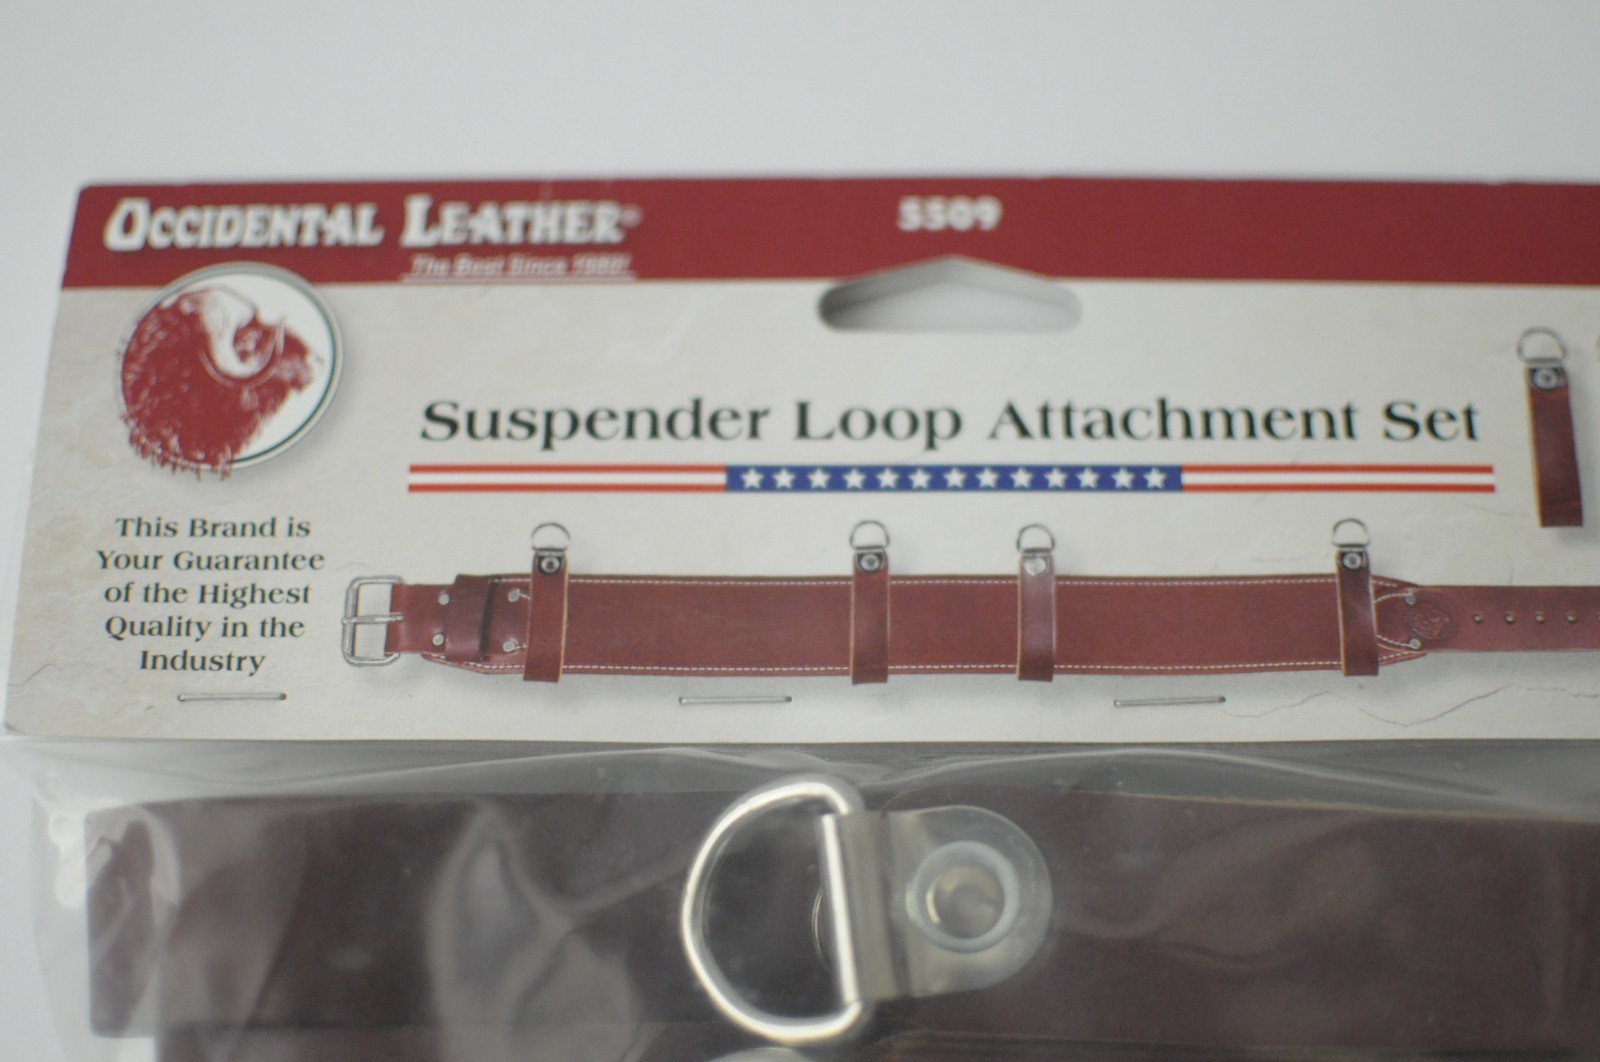 OCCIDENTAL LEATHER®
The Best Since 1980!
5509
Suspender Loop Attachment Set
This Brand is
Your Guarantee
of the Highest
Quality in the
Industry